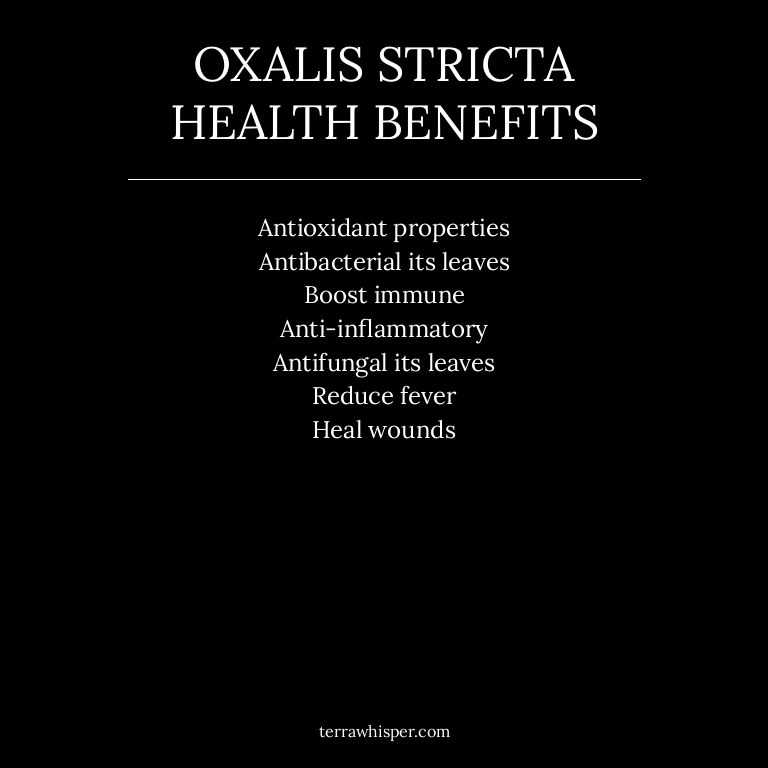 OXALIS STRICTA
HEALTH BENEFITS
Antioxidant properties
Antibacterial its leaves
Boost immune
Anti-inflammatory
Antifungal its leaves
Reduce fever
Heal wounds
terrawhisper.com